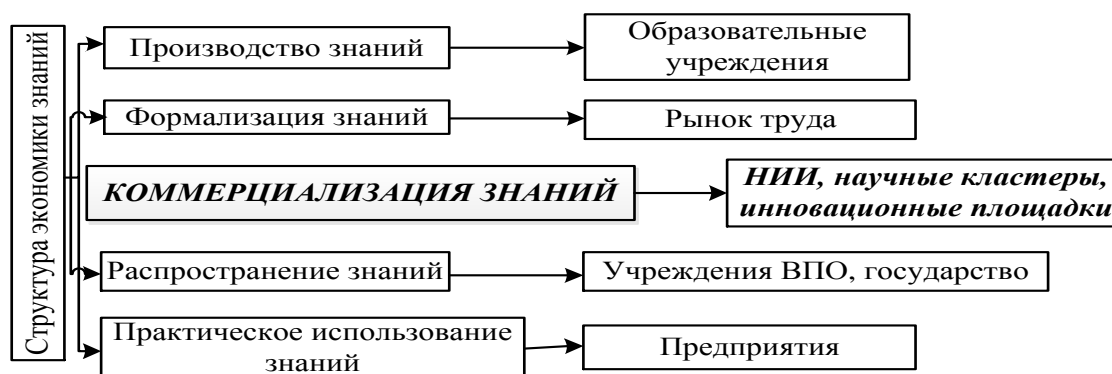 Структура экономики знаний
Производство знаний
Образовательные
учреждения
Формализация знаний
Рынок труда
КОММЕРЦИАЛИЗАЦИЯ ЗНАНИЙ
НИИ, научные кластеры,
инновационные площадки
Распространение знаний
Учреждения ВПО, государство
Практическое использование
знаний
Предприятия